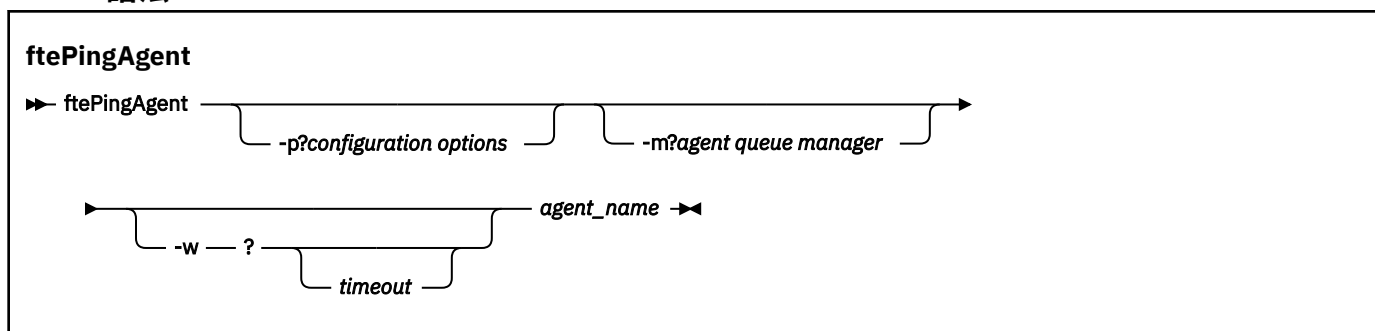 ftePingAgent
ftePingAgent
-p?configuration options
-m?agent queue manager
agent_name
-w ?
timeout